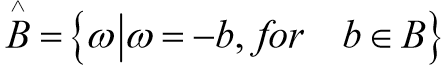 B̂ = {ω|ω = −b, for b ∈ B}